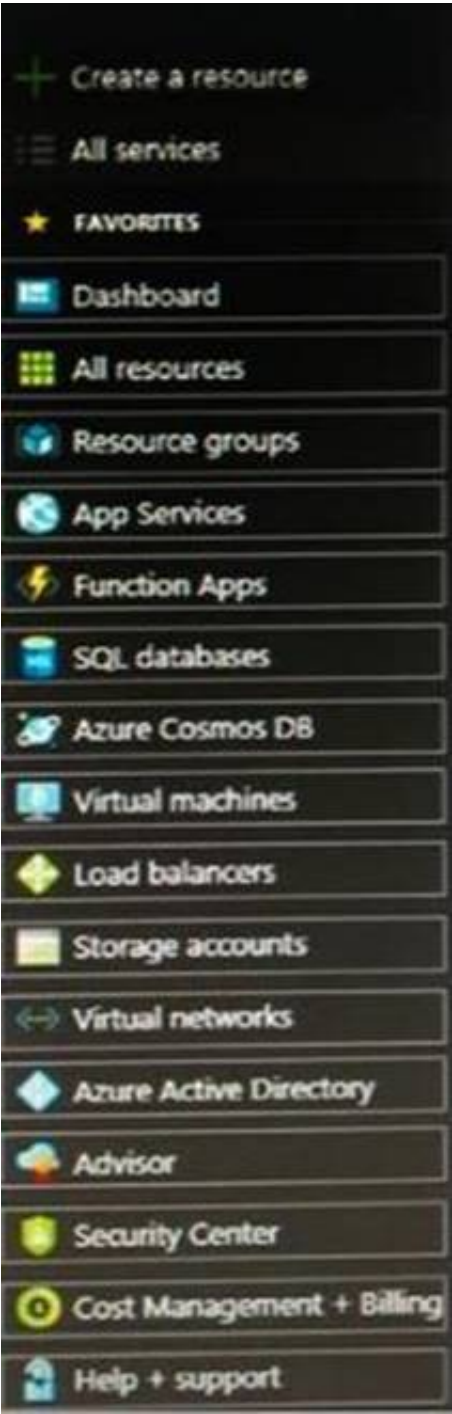 Create a resource
All services
FAVORITES
Dashboard
All resources
Resource groups
App Services
Function Apps
SQL databases
Azure Cosmos DB
Virtual machines
Load balancers
Storage accounts
Virtual networks
Azure Active Directory
Advisor
Security Center
Cost Management + Billing
Help + support